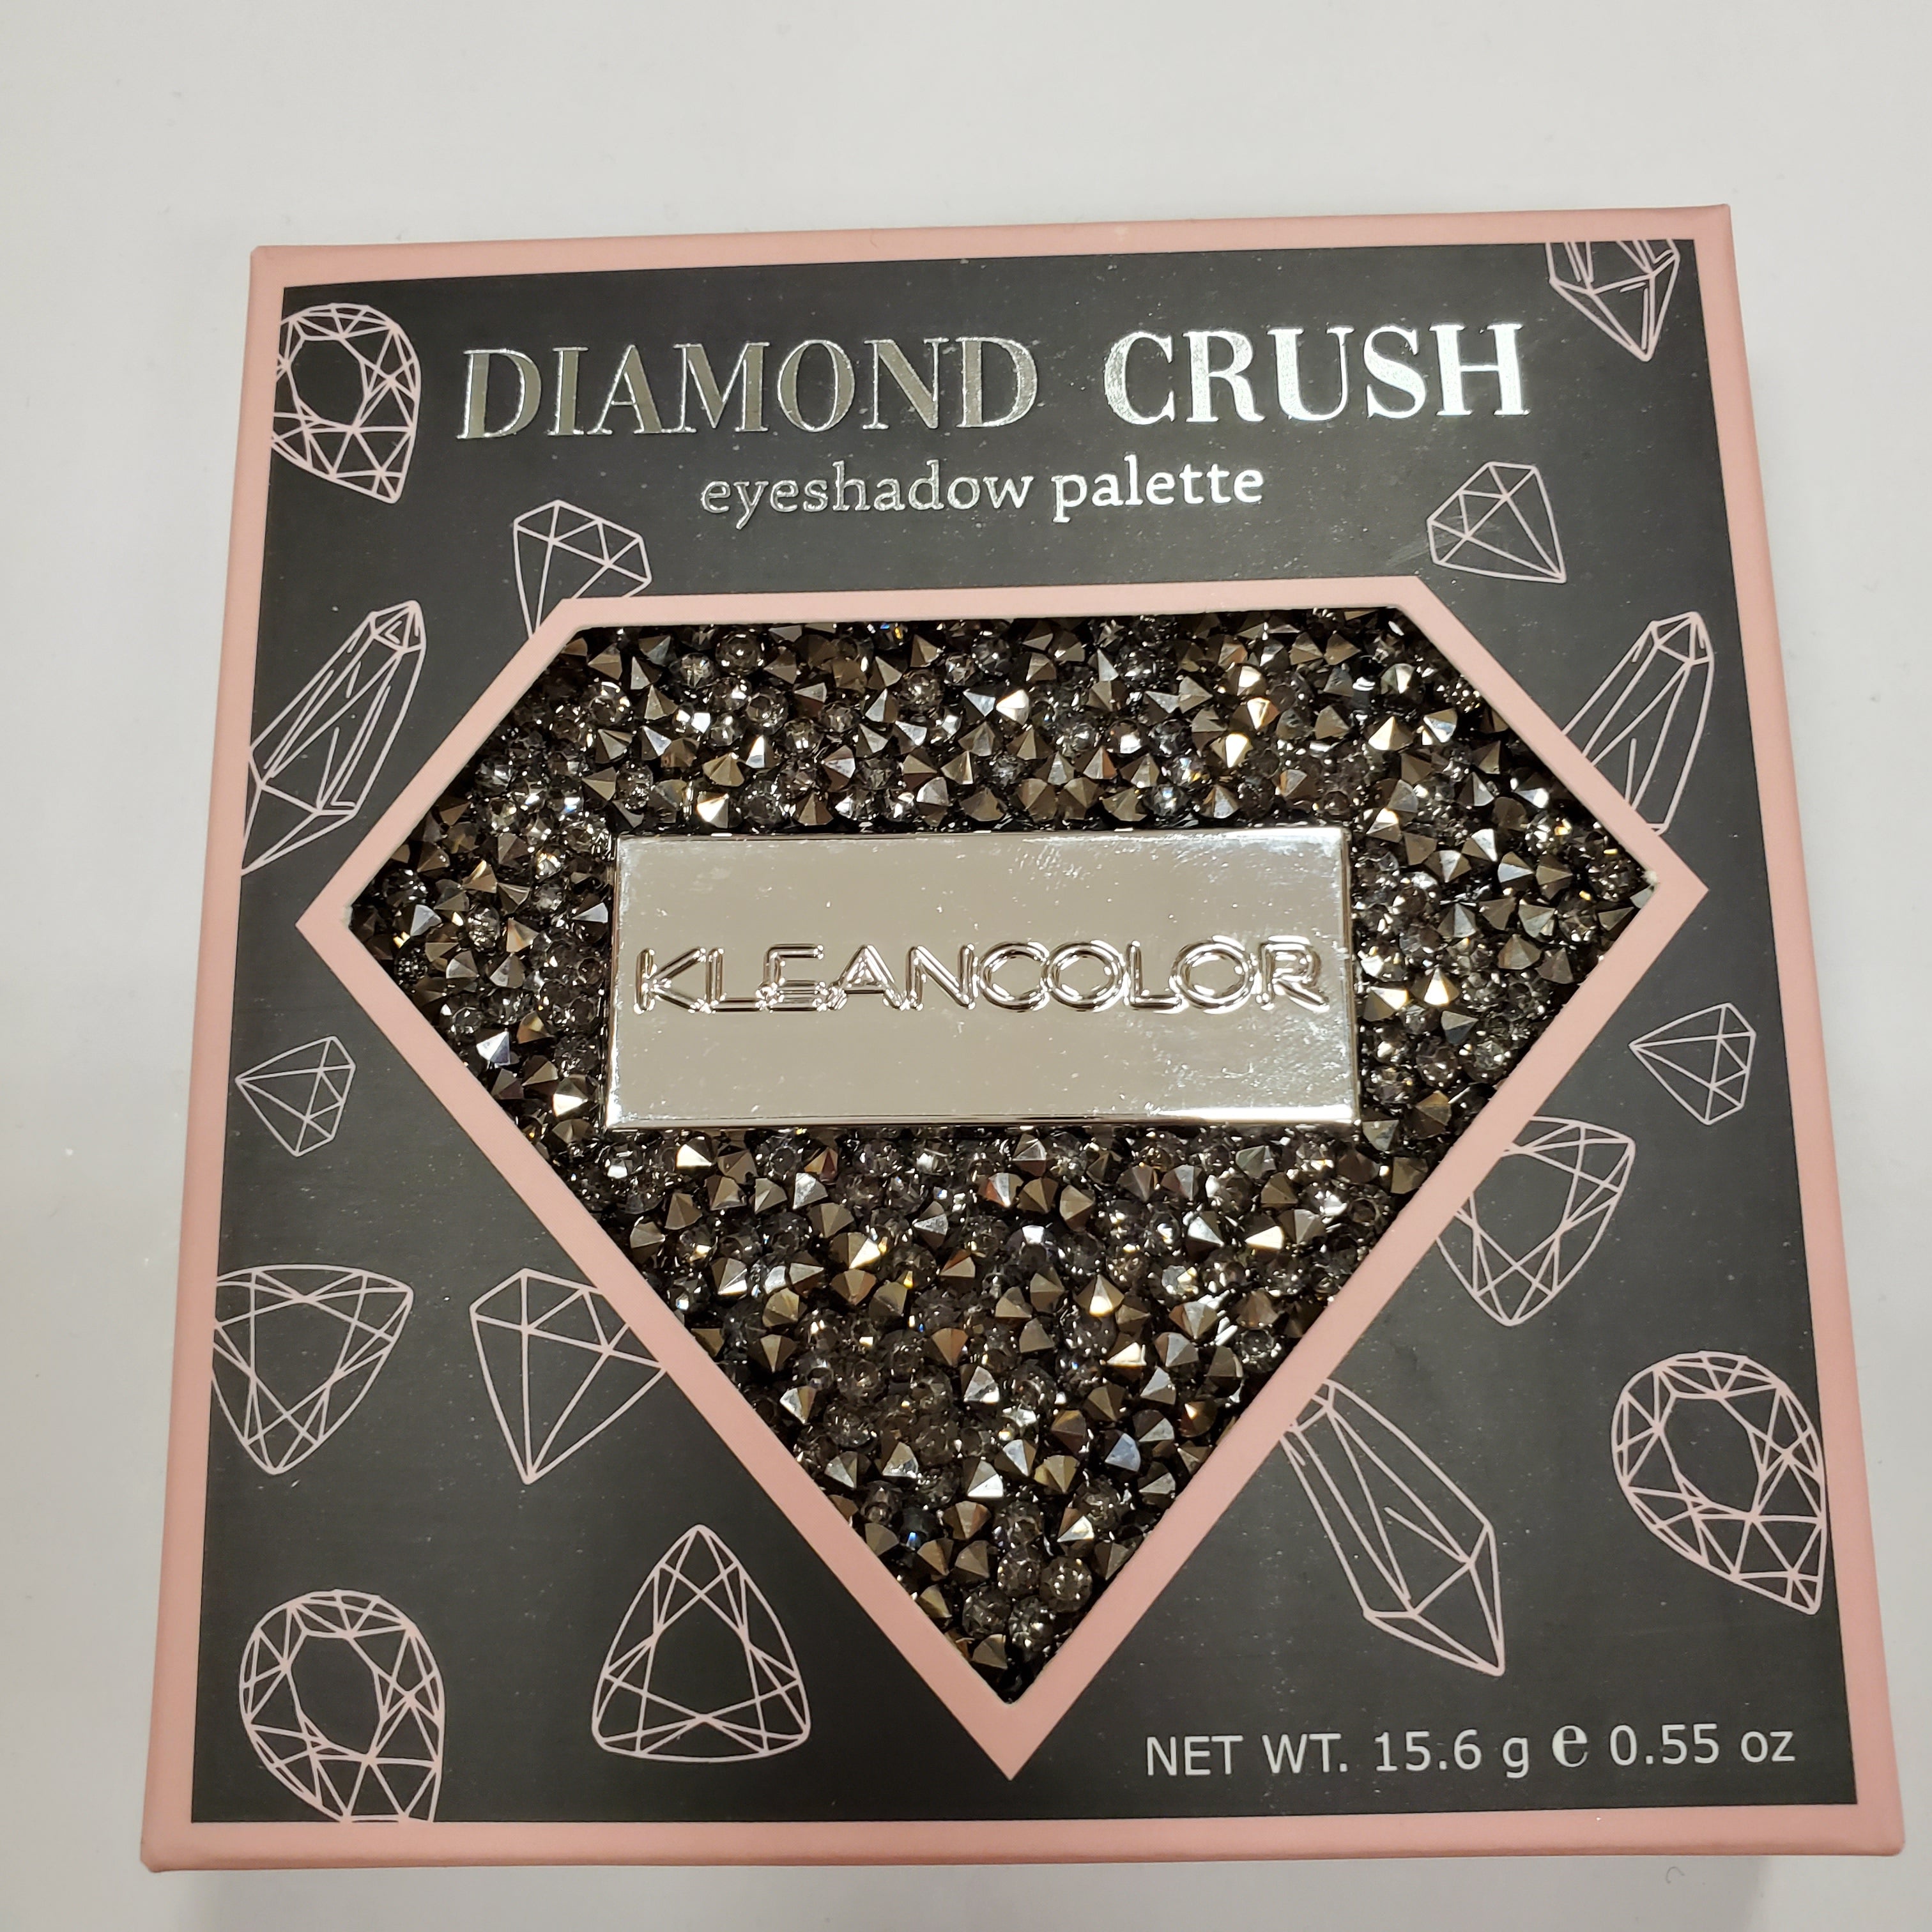 DIAMOND CRUSH
eyeshadow palette
KLEANCOLOR
NET WT. 15.6 g e 0.55 oz